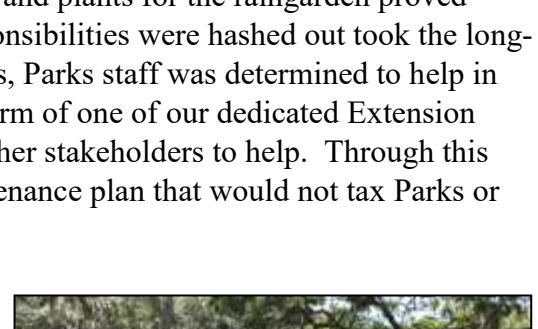 and plants for the raingarden proved
onsibilities were hashed out took the long-
s, Parks staff was determined to help in
rm of one of our dedicated Extension
her stakeholders to help.  Through this
enance plan that would not tax Parks or